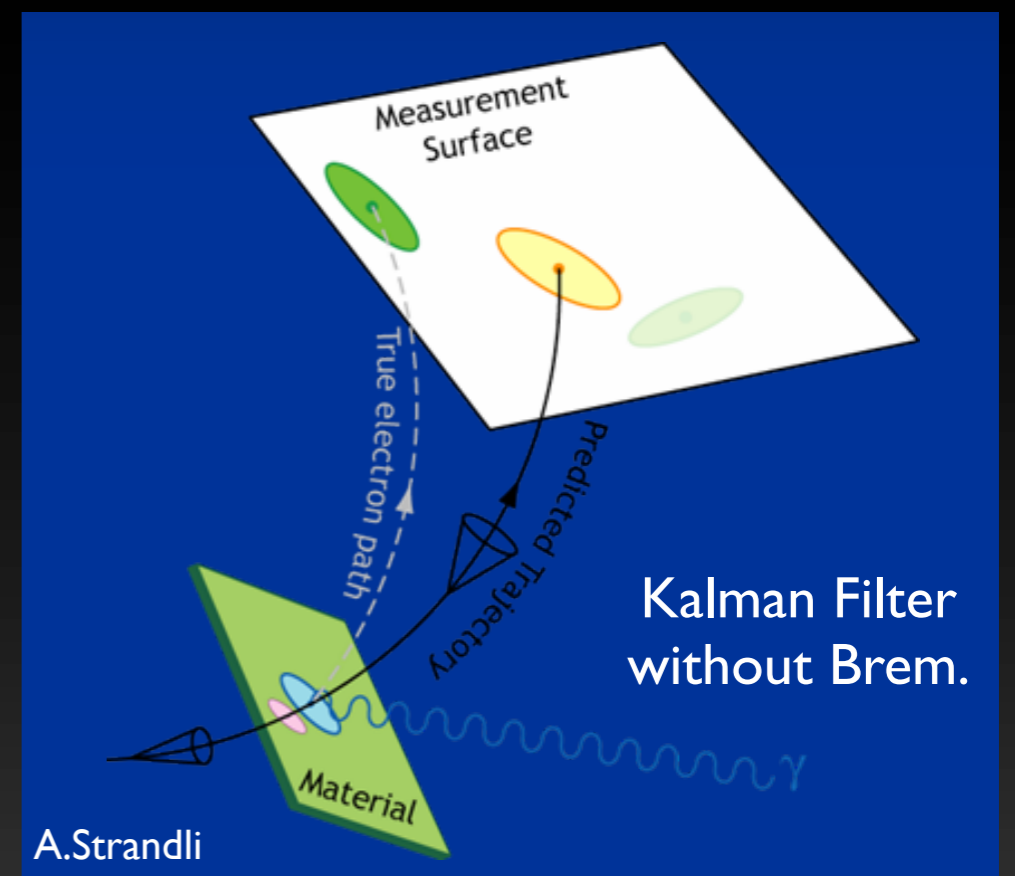 Measurement
Surface
True electron path
Predicted Trajectory
Kalman Filter
without Brem.
γ
Material
A.Strandli